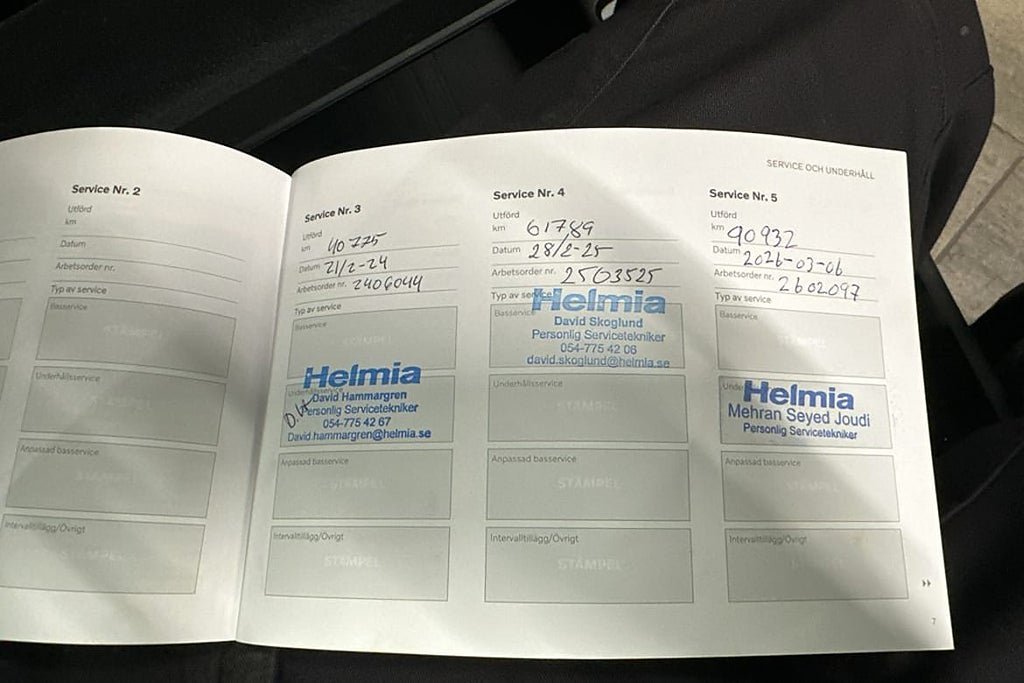 SERVICE OCH UNDERHÅLL
Service Nr. 2
Utförd
km
Datum
Arbetsorder nr.
Typ av service
Basservice
STÄMPEL
Underhållsservice
STÄMPEL
Anpassad basservice
STÄMPEL
Intervalltillägg/Övrigt
STÄMPEL
Service Nr. 3
Utförd
km 40775
Datum 21/2-24
Arbetsorder nr. 2406044
Typ av service
Basservice
STÄMPEL
Underhållsservice
Helmia
David Hammargren
Personlig Servicetekniker
054-775 42 67
David.hammargren@helmia.se
D.H
Anpassad basservice
STÄMPEL
Intervalltillägg/Övrigt
STÄMPEL
Service Nr. 4
Utförd
km 61789
Datum 28/2-25
Arbetsorder nr. 2503525
Typ av service
Basservice
Helmia
David Skoglund
Personlig Servicetekniker
054-775 42 06
david.skoglund@helmia.se
Underhållsservice
STÄMPEL
Anpassad basservice
STÄMPEL
Intervalltillägg/Övrigt
STÄMPEL
Service Nr. 5
Utförd
km 90932
Datum 2026-03-06
Arbetsorder nr. 2602097
Typ av service
Basservice
STÄMPEL
Unde
Helmia
Mehran Seyed Joudi
Personlig Servicetekniker
Anpassad basservice
STÄMPEL
Intervalltillägg/Övrigt
STÄMPEL
7